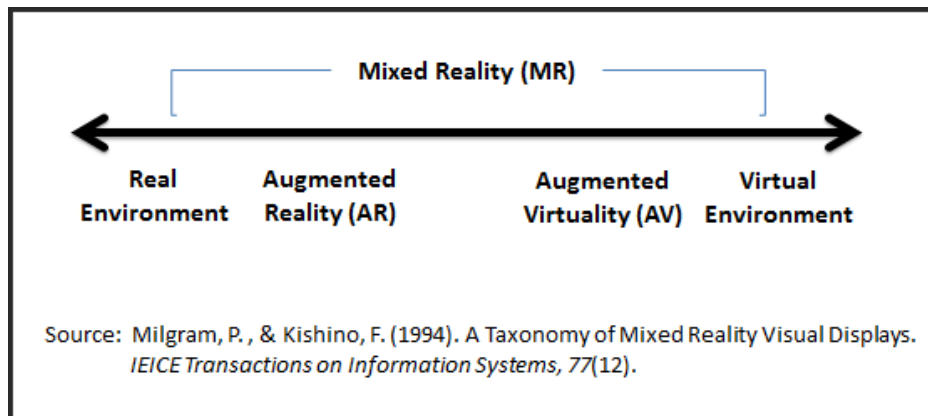 Mixed Reality (MR)
Real Environment
Augmented Reality (AR)
Augmented Virtuality (AV)
Virtual Environment
Source: Milgram, P. , & Kishino, F. (1994). A Taxonomy of Mixed Reality Visual Displays.
IEICE Transactions on Information Systems, 77(12).